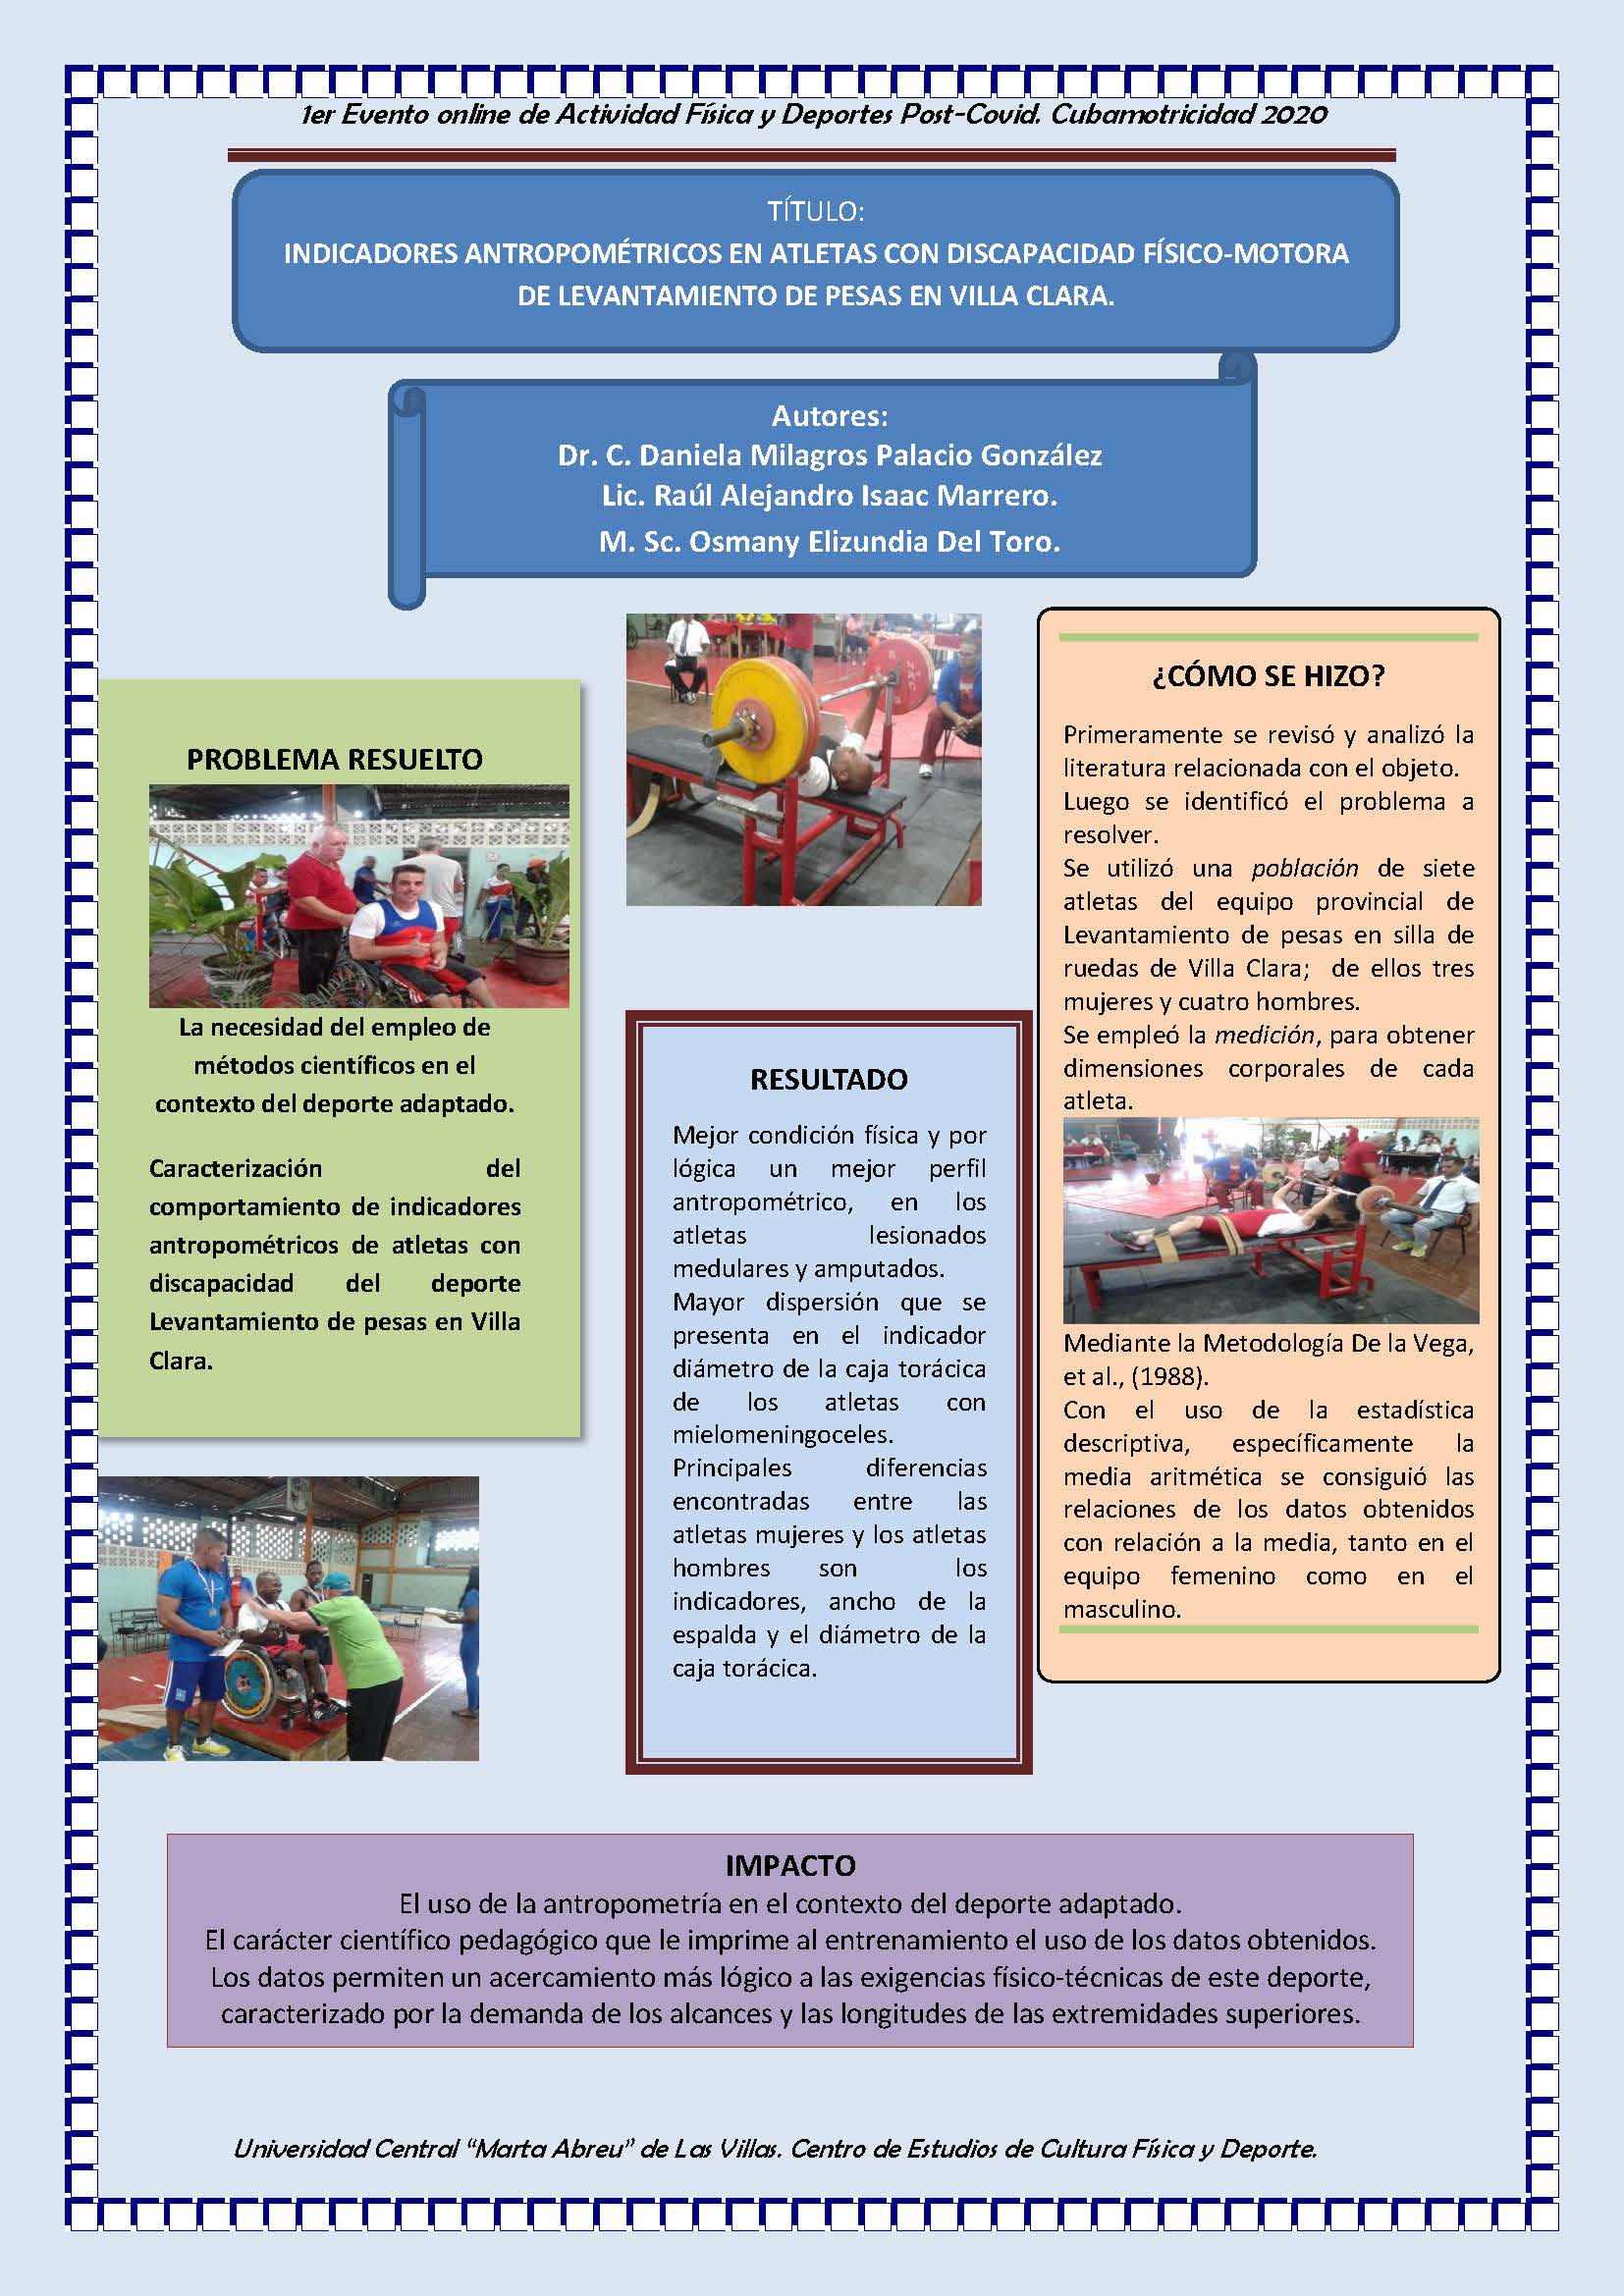 1er Evento online de Actividad Física y Deportes Post-Covid. Cubamotricidad 2020
TÍTULO:
INDICADORES ANTROPOMÉTRICOS EN ATLETAS CON DISCAPACIDAD FÍSICO-MOTORA
DE LEVANTAMIENTO DE PESAS EN VILLA CLARA.
Autores:
Dr. C. Daniela Milagros Palacio González
Lic. Raúl Alejandro Isaac Marrero.
M. Sc. Osmany Elizundia Del Toro.
PROBLEMA RESUELTO
La necesidad del empleo de
métodos científicos en el
contexto del deporte adaptado.
Caracterización del
comportamiento de indicadores
antropométricos de atletas con
discapacidad del deporte
Levantamiento de pesas en Villa
Clara.
RESULTADO
Mejor condición física y por
lógica un mejor perfil
antropométrico, en los
atletas lesionados
medulares y amputados.
Mayor dispersión que se
presenta en el indicador
diámetro de la caja torácica
de los atletas con
mielomeningoceles.
Principales diferencias
encontradas entre las
atletas mujeres y los atletas
hombres son los
indicadores, ancho de la
espalda y el diámetro de la
caja torácica.
¿CÓMO SE HIZO?
Primeramente se revisó y analizó la
literatura relacionada con el objeto.
Luego se identificó el problema a
resolver.
Se utilizó una población de siete
atletas del equipo provincial de
Levantamiento de pesas en silla de
ruedas de Villa Clara; de ellos tres
mujeres y cuatro hombres.
Se empleó la medición, para obtener
dimensiones corporales de cada
atleta.
Mediante la Metodología De la Vega,
et al., (1988).
Con el uso de la estadística
descriptiva, específicamente la
media aritmética se consiguió las
relaciones de los datos obtenidos
con relación a la media, tanto en el
equipo femenino como en el
masculino.
IMPACTO
El uso de la antropometría en el contexto del deporte adaptado.
El carácter científico pedagógico que le imprime al entrenamiento el uso de los datos obtenidos.
Los datos permiten un acercamiento más lógico a las exigencias físico-técnicas de este deporte,
caracterizado por la demanda de los alcances y las longitudes de las extremidades superiores.
Universidad Central “Marta Abreu” de Las Villas. Centro de Estudios de Cultura Física y Deporte.